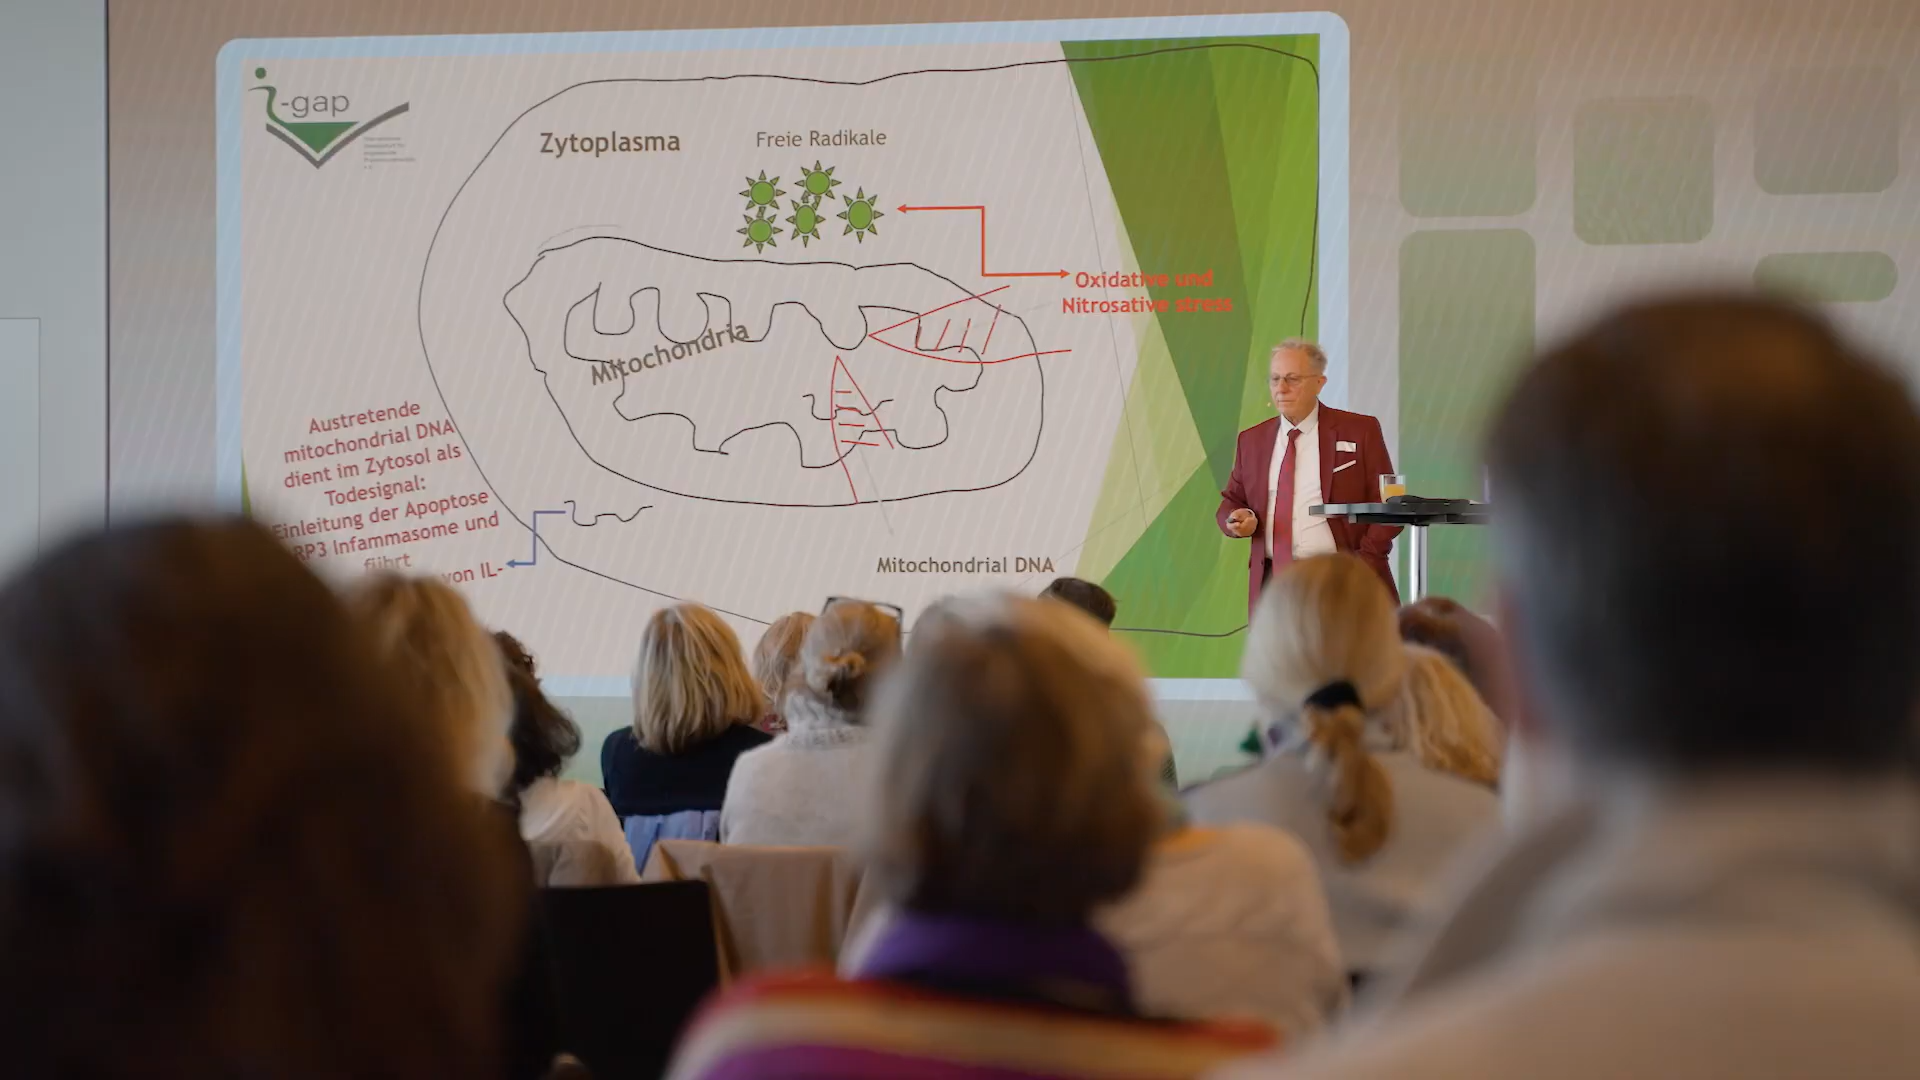 i-gap
Zytoplasma
Freie Radikale
Oxidative und
Nitrosative stress
Mitochondria
Austretende
mitochondrial DNA
dient im Zytosol als
Todesignal:
Einleitung der Apoptose
RP3 Infammasome und
führt
von IL-
Mitochondrial DNA